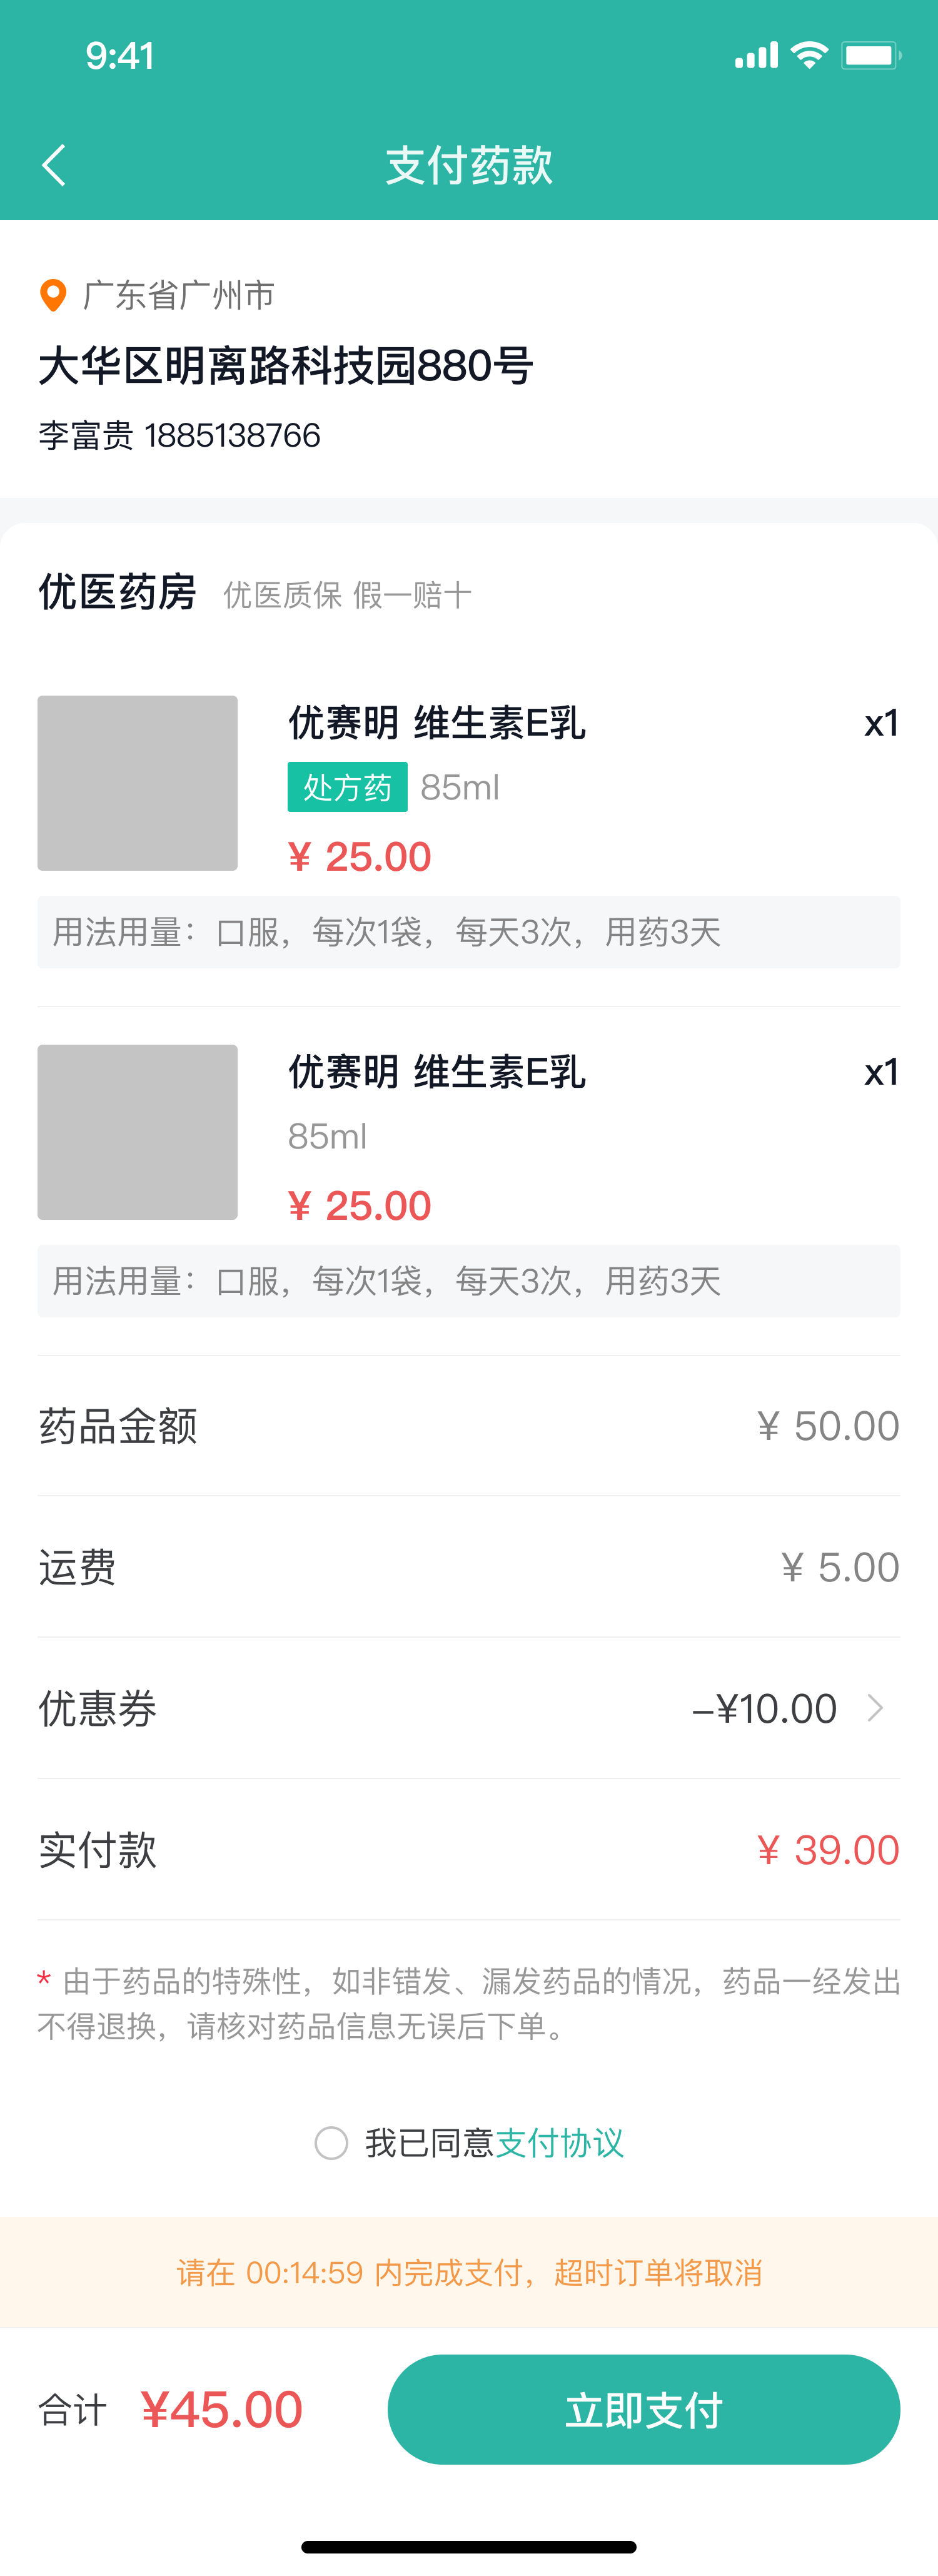 9:41
支付药款
广东省广州市
大华区明离路科技园880号
李富贵 1885138766
优医药房 优医质保 假一赔十
优赛明 维生素E乳 x1
处方药 85ml
¥ 25.00
用法用量：口服，每次1袋，每天3次，用药3天
优赛明 维生素E乳 x1
85ml
¥ 25.00
用法用量：口服，每次1袋，每天3次，用药3天
药品金额 ¥ 50.00
运费 ¥ 5.00
优惠券 -¥10.00
实付款 ¥ 39.00
* 由于药品的特殊性，如非错发、漏发药品的情况，药品一经发出
不得退换，请核对药品信息无误后下单。
我已同意支付协议
请在 00:14:59 内完成支付，超时订单将取消
合计 ¥45.00 立即支付